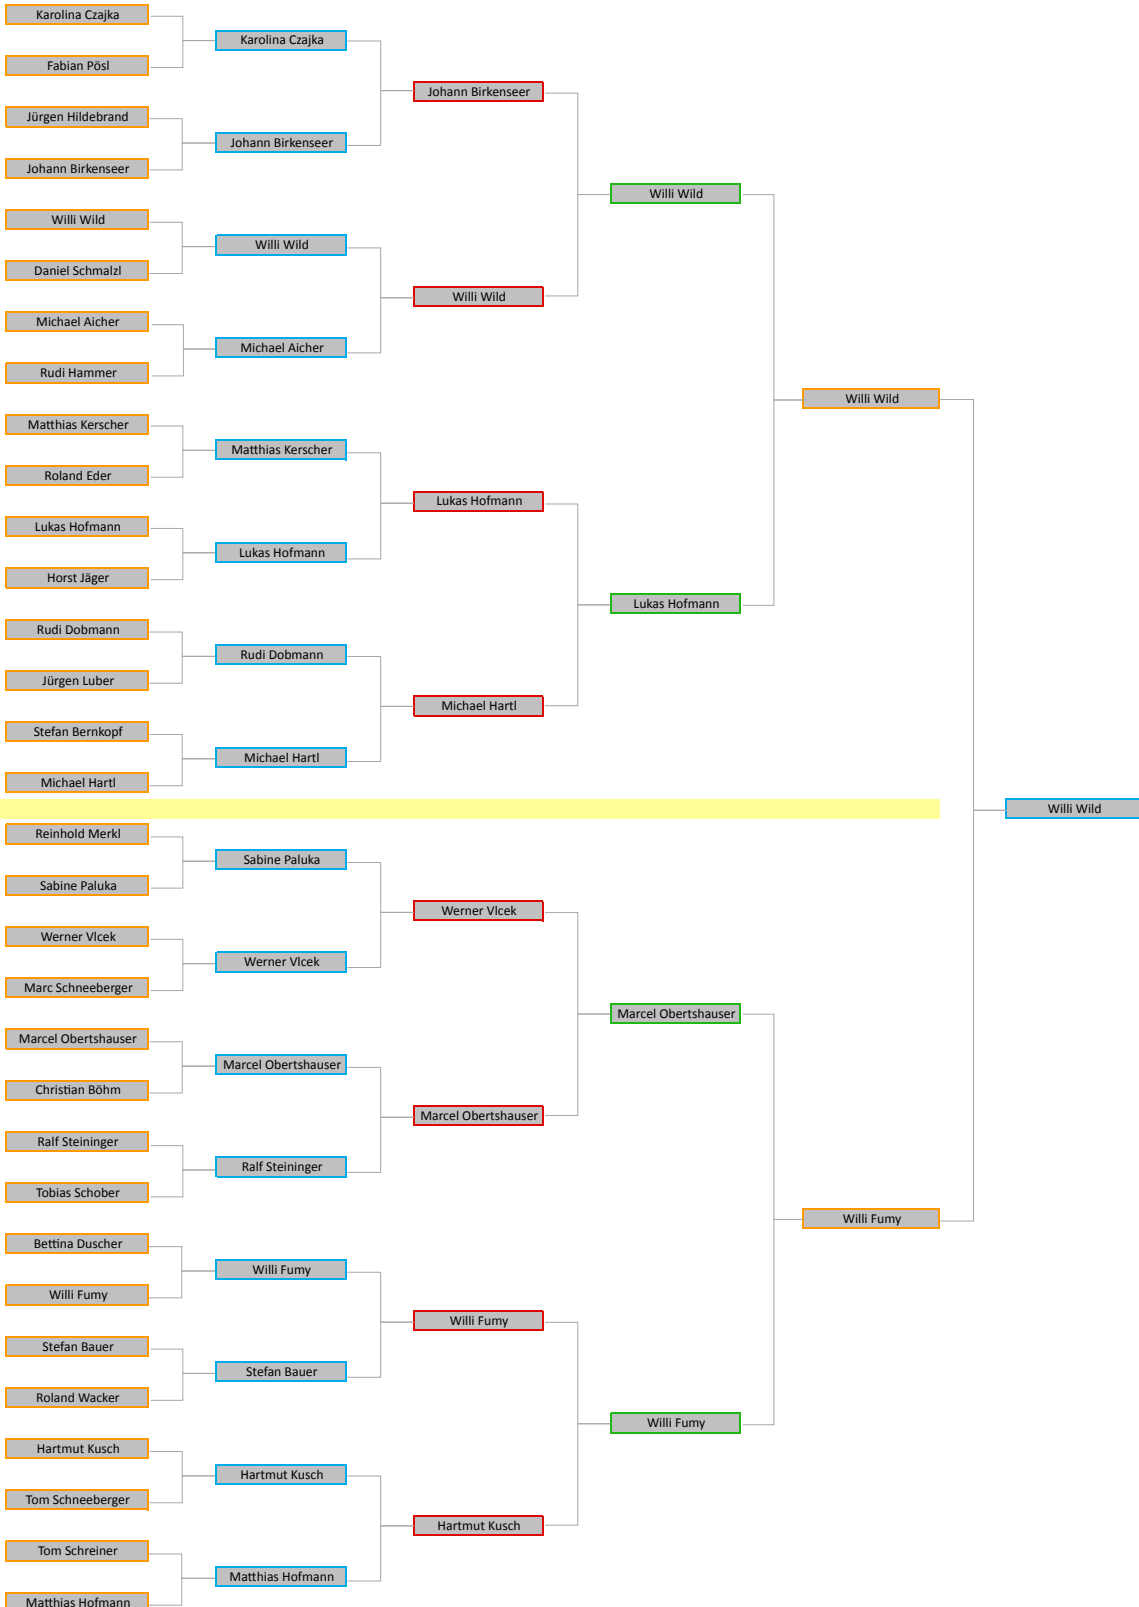 Karolina Czajka
Fabian Pösl
Jürgen Hildebrand
Johann Birkenseer
Willi Wild
Daniel Schmalzl
Michael Aicher
Rudi Hammer
Matthias Kerscher
Roland Eder
Lukas Hofmann
Horst Jäger
Rudi Dobmann
Jürgen Luber
Stefan Bernkopf
Michael Hartl
Reinhold Merkl
Sabine Paluka
Werner Vlcek
Marc Schneeberger
Marcel Obertshauser
Christian Böhm
Ralf Steininger
Tobias Schober
Bettina Duscher
Willi Fumy
Stefan Bauer
Roland Wacker
Hartmut Kusch
Tom Schneeberger
Tom Schreiner
Matthias Hofmann
Karolina Czajka
Johann Birkenseer
Willi Wild
Michael Aicher
Matthias Kerscher
Lukas Hofmann
Rudi Dobmann
Michael Hartl
Sabine Paluka
Werner Vlcek
Marcel Obertshauser
Ralf Steininger
Willi Fumy
Stefan Bauer
Hartmut Kusch
Matthias Hofmann
Johann Birkenseer
Willi Wild
Lukas Hofmann
Michael Hartl
Werner Vlcek
Marcel Obertshauser
Willi Fumy
Hartmut Kusch
Willi Wild
Lukas Hofmann
Marcel Obertshauser
Willi Fumy
Willi Wild
Willi Fumy
Willi Wild